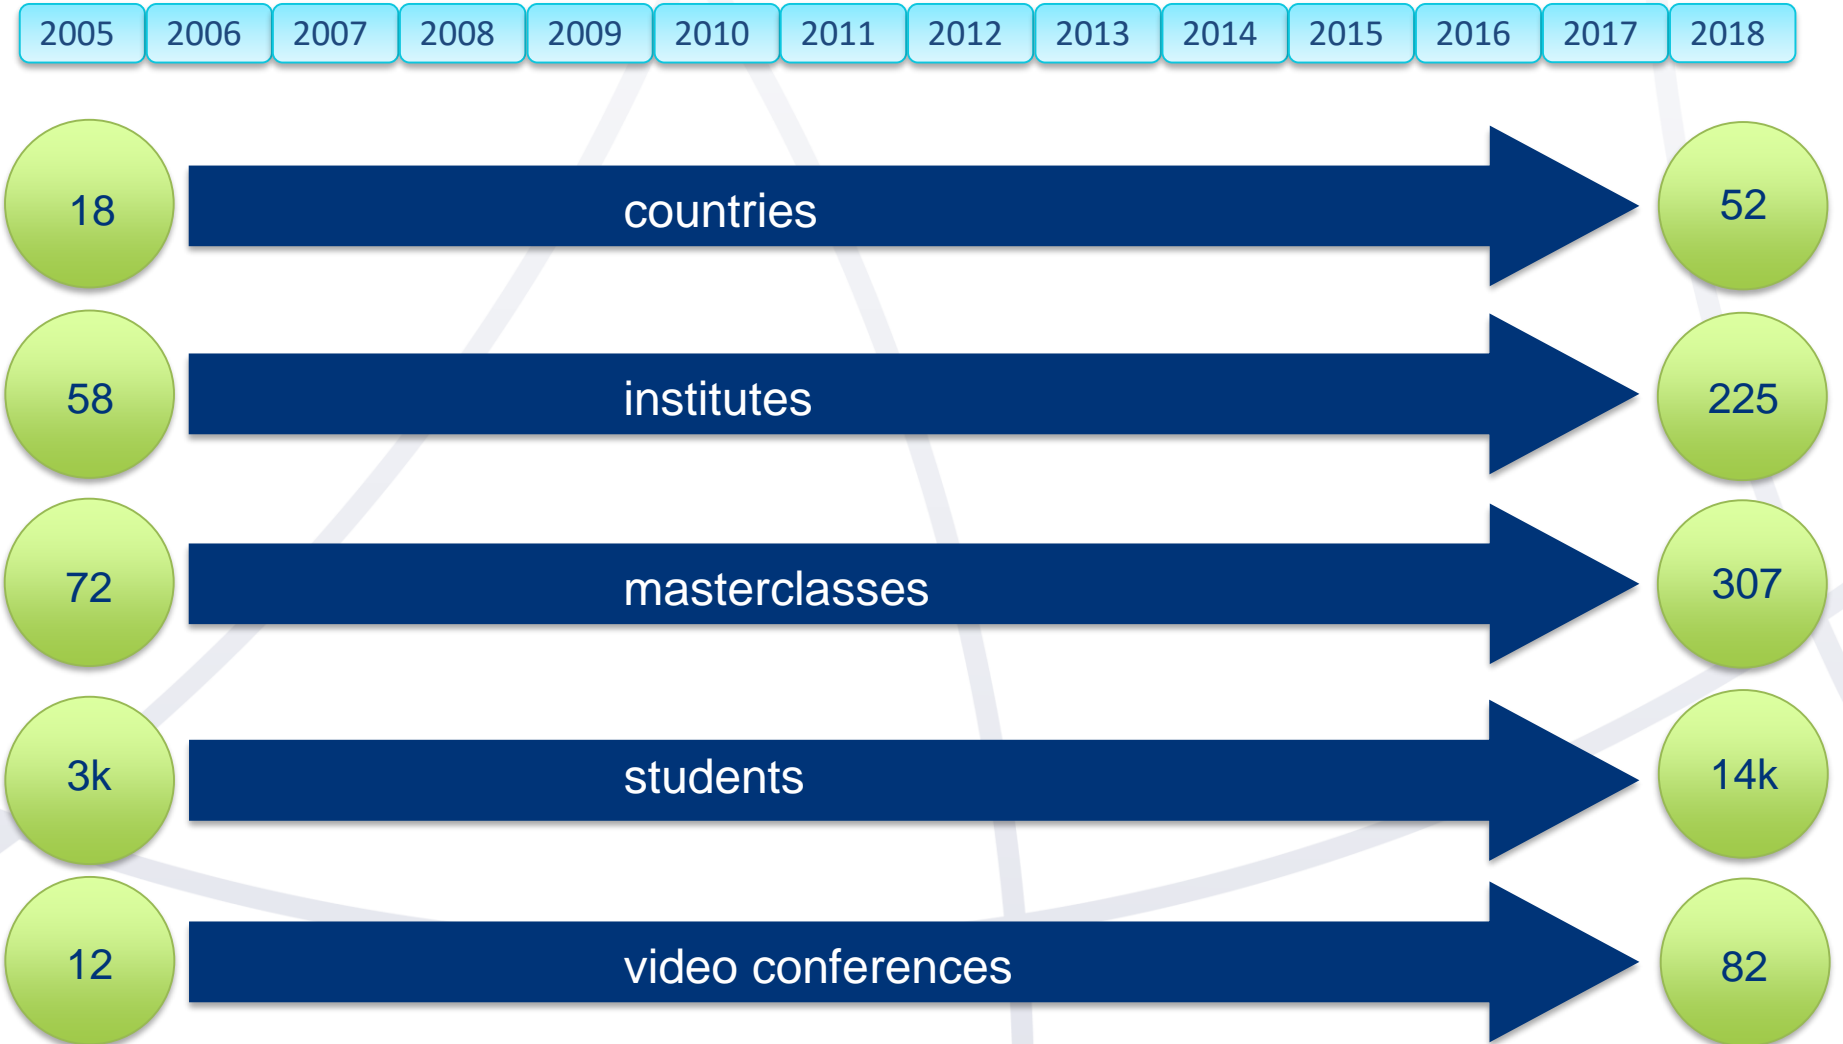 2005 2006 2007 2008 2009 2010 2011 2012 2013 2014 2015 2016 2017 2018
18 countries 52
58 institutes 225
72 masterclasses 307
3k students 14k
12 video conferences 82